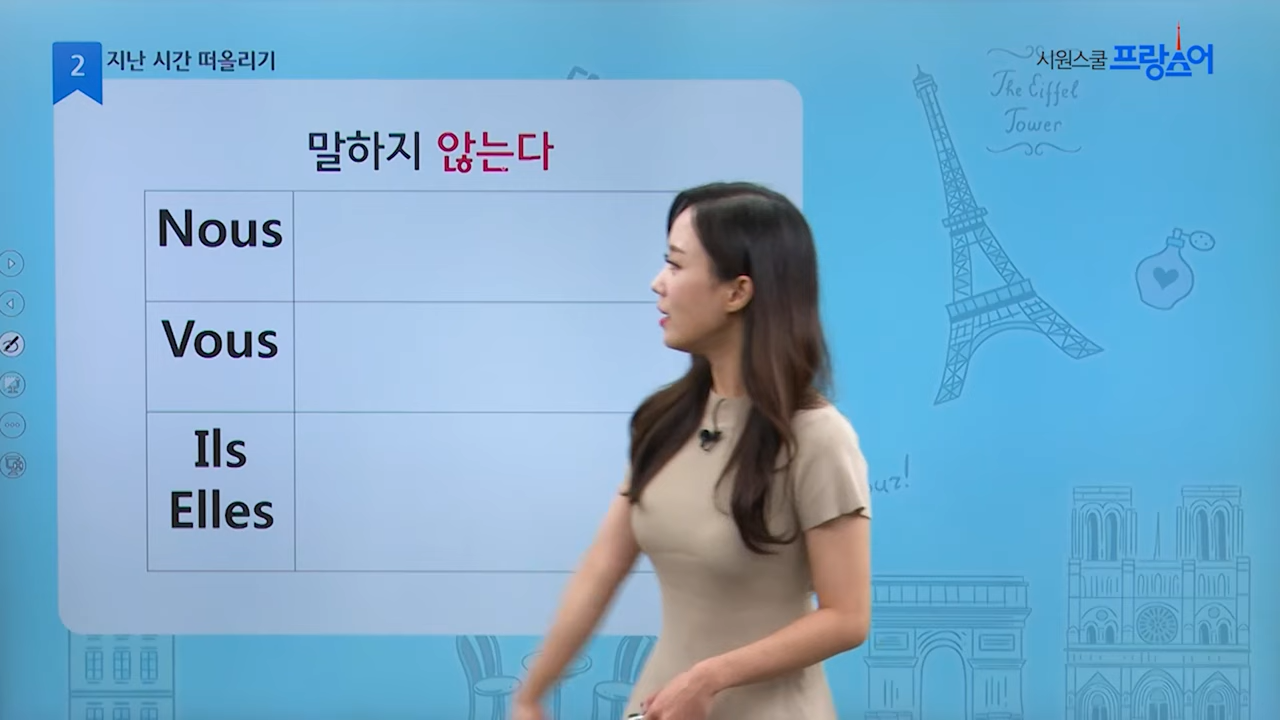 2 지난 시간 떠올리기
시원스쿨 프랑스어
The Eiffel
Tower
말하지 않는다
Nous
Vous
Ils
Elles